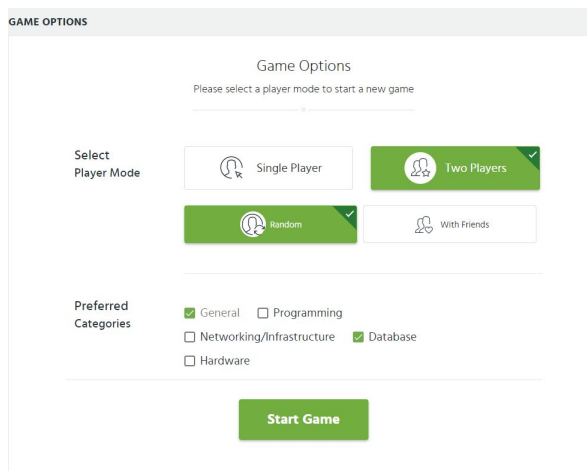 GAME OPTIONS
Game Options
Please select a player mode to start a new game
Select
Player Mode
Single Player
Two Players
Random
With Friends
Preferred
Categories
General Programming
Networking/Infrastructure Database
Hardware
Start Game